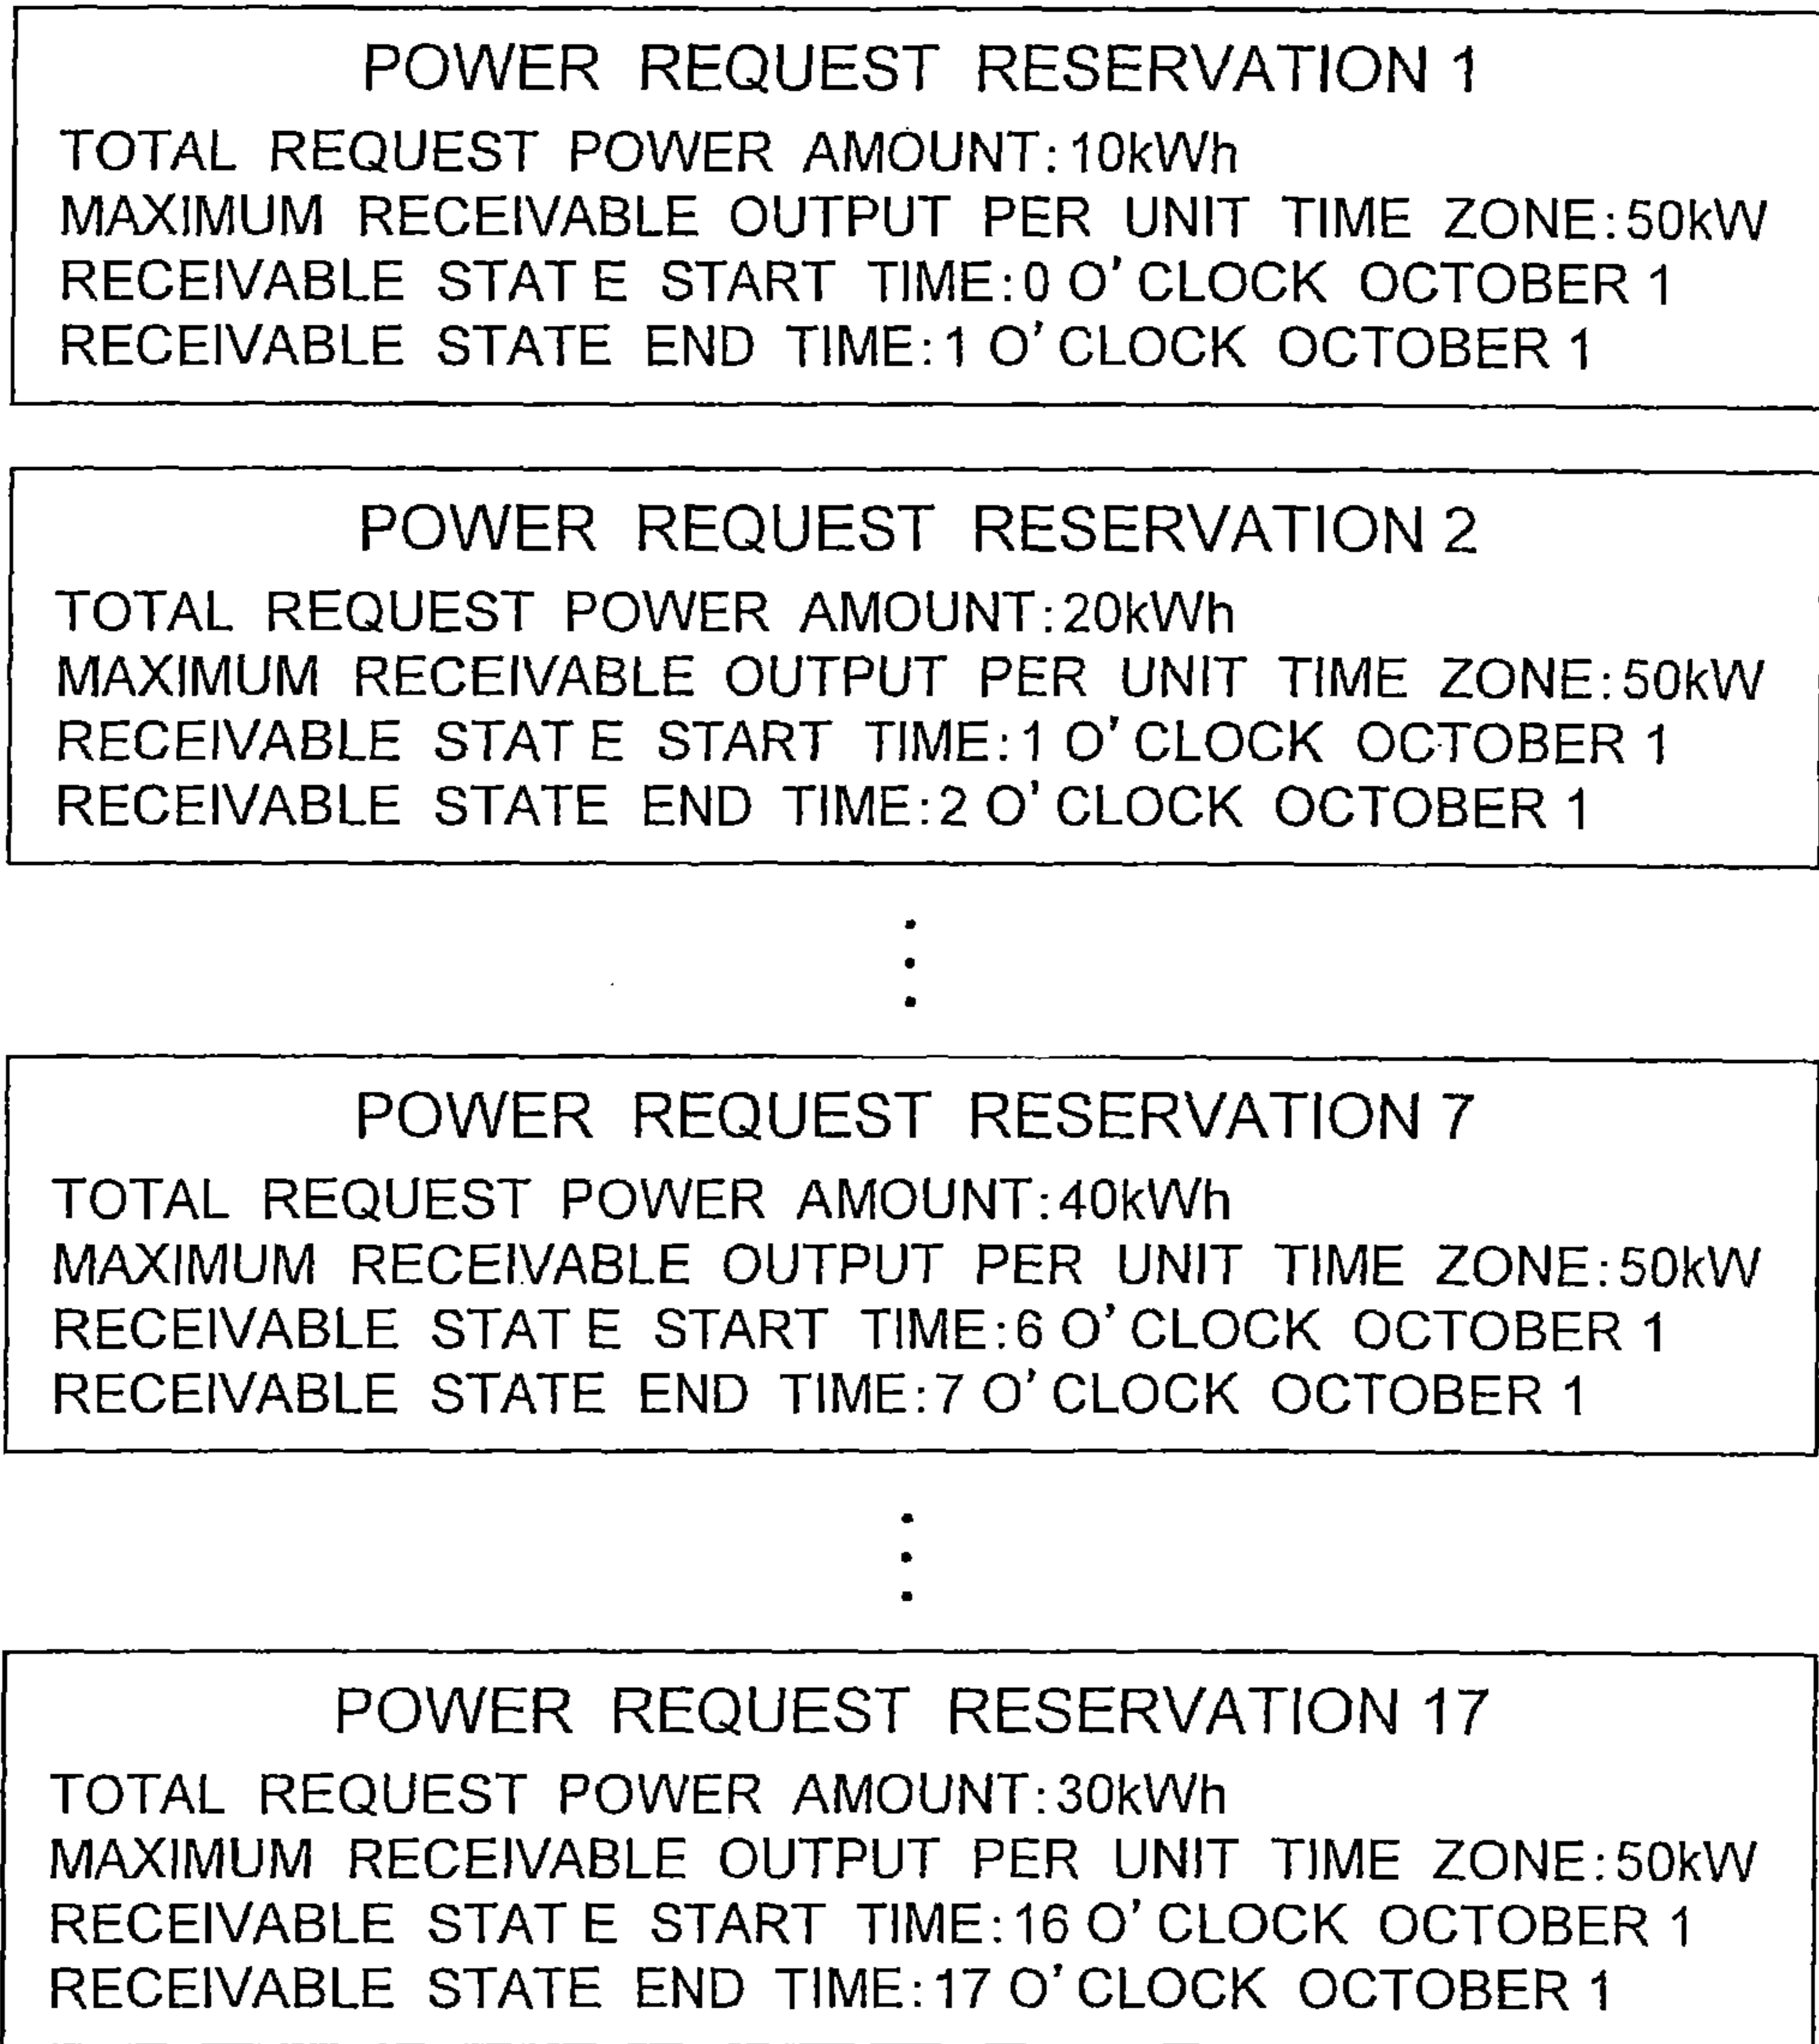 POWER REQUEST RESERVATION 1
TOTAL REQUEST POWER AMOUNT:10kWh
MAXIMUM RECEIVABLE OUTPUT PER UNIT TIME ZONE:50kW
RECEIVABLE STATE START TIME:0 O'CLOCK OCTOBER 1
RECEIVABLE STATE END TIME:1 O'CLOCK OCTOBER 1
POWER REQUEST RESERVATION 2
TOTAL REQUEST POWER AMOUNT:20kWh
MAXIMUM RECEIVABLE OUTPUT PER UNIT TIME ZONE:50kW
RECEIVABLE STATE START TIME:1 O'CLOCK OCTOBER 1
RECEIVABLE STATE END TIME:2 O'CLOCK OCTOBER 1
POWER REQUEST RESERVATION 7
TOTAL REQUEST POWER AMOUNT:40kWh
MAXIMUM RECEIVABLE OUTPUT PER UNIT TIME ZONE:50kW
RECEIVABLE STATE START TIME:6 O'CLOCK OCTOBER 1
RECEIVABLE STATE END TIME:7 O'CLOCK OCTOBER 1
POWER REQUEST RESERVATION 17
TOTAL REQUEST POWER AMOUNT:30kWh
MAXIMUM RECEIVABLE OUTPUT PER UNIT TIME ZONE:50kW
RECEIVABLE STATE START TIME:16 O'CLOCK OCTOBER 1
RECEIVABLE STATE END TIME:17 O'CLOCK OCTOBER 1